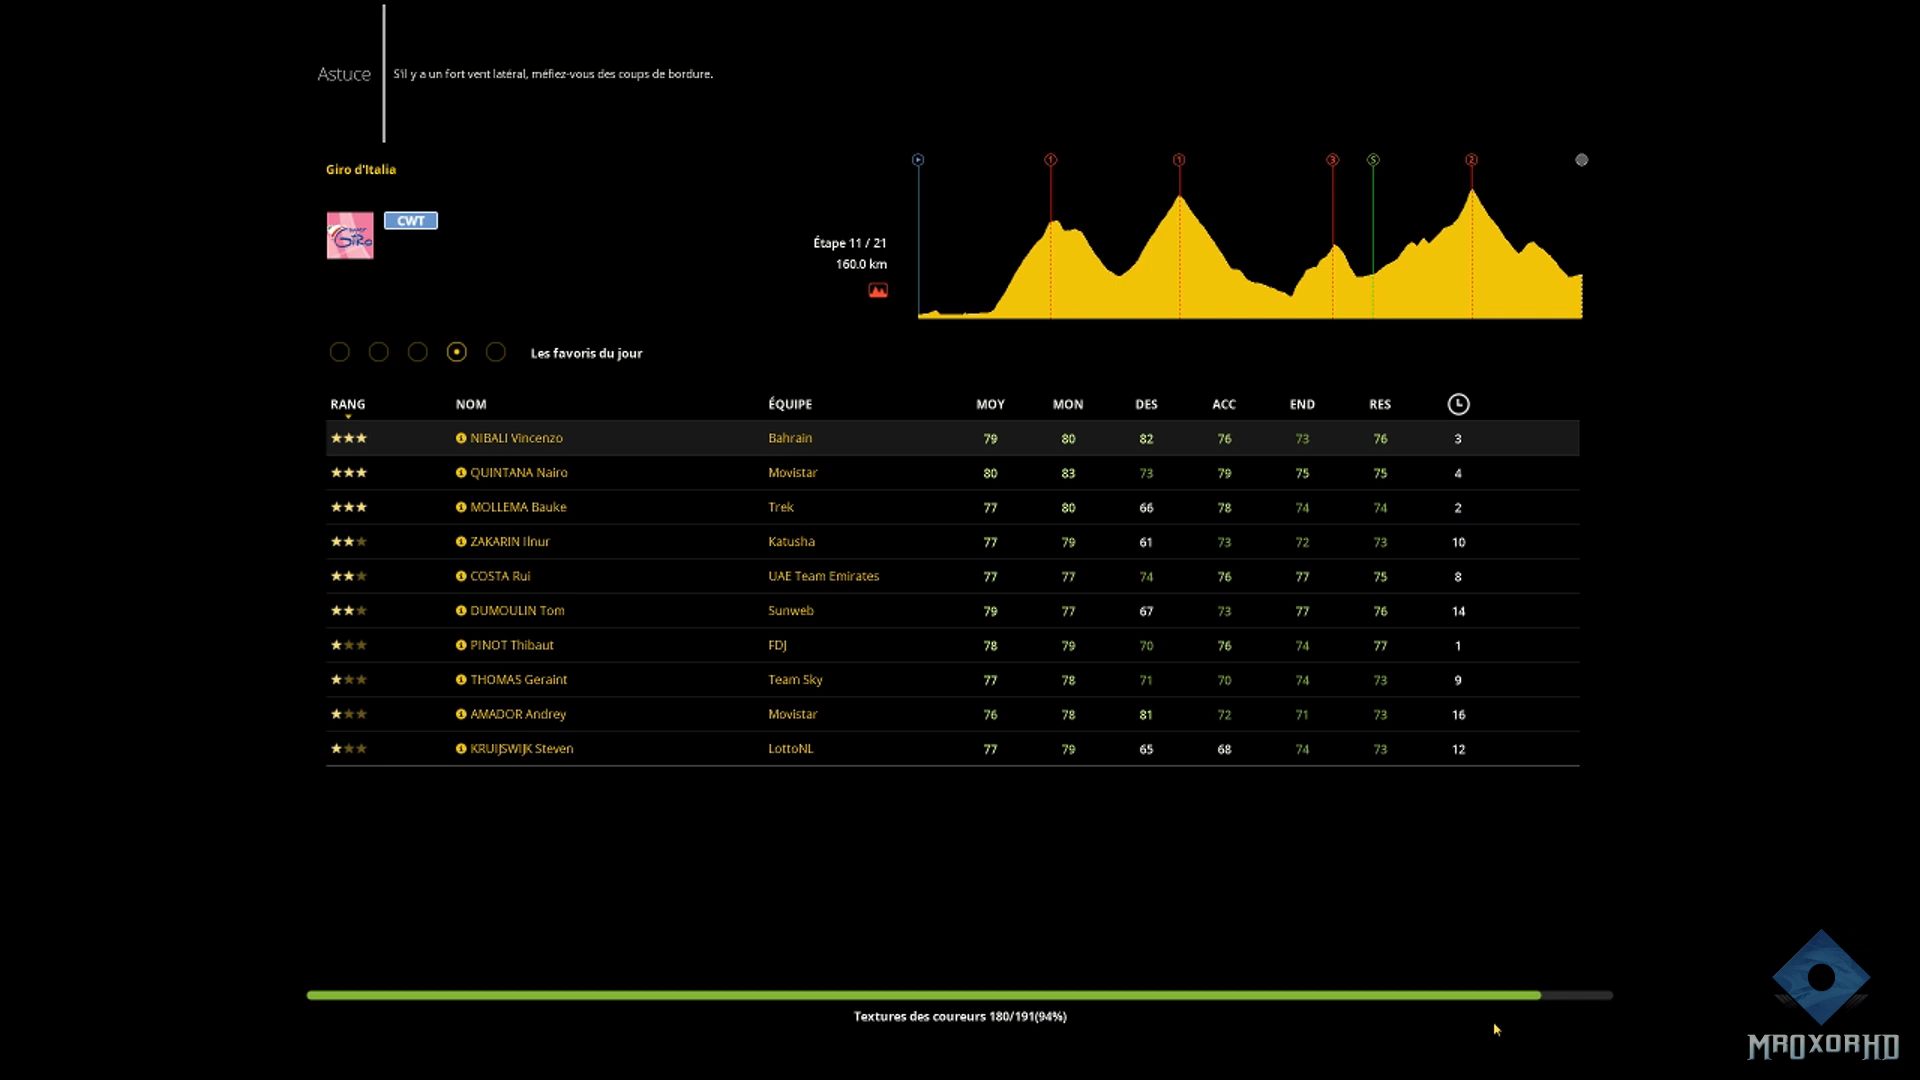 Astuce
S'il y a un fort vent latéral, méfiez-vous des coups de bordure.
Giro d'Italia
Giro
CWT
Étape 11 / 21
160.0 km
1 1 3 S 2
Les favoris du jour
RANG NOM ÉQUIPE MOY MON DES ACC END RES
NIBALI Vincenzo Bahrain 79 80 82 76 73 76 3
QUINTANA Nairo Movistar 80 83 73 79 75 75 4
MOLLEMA Bauke Trek 77 80 66 78 74 74 2
ZAKARIN Ilnur Katusha 77 79 61 73 72 73 10
COSTA Rui UAE Team Emirates 77 77 74 76 77 75 8
DUMOULIN Tom Sunweb 79 77 67 73 77 76 14
PINOT Thibaut FDJ 78 79 70 76 74 77 1
THOMAS Geraint Team Sky 77 78 71 70 74 73 9
AMADOR Andrey Movistar 76 78 81 72 71 73 16
KRUIJSWIJK Steven LottoNL 77 79 65 68 74 73 12
Textures des coureurs 180/191(94%)
MAOXOAHD